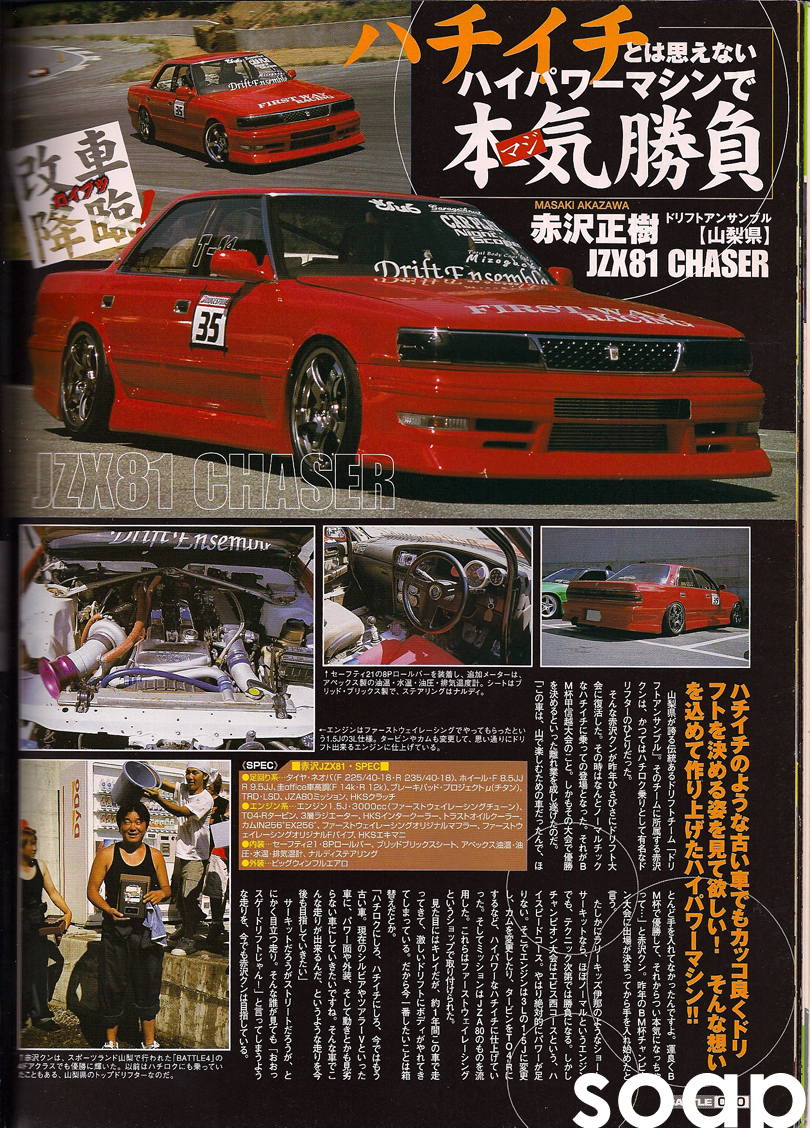 ハチイチとは思えない
ハイパワーマシンで
本気勝負
マジ
改車
降臨!
カイブツ
MASAKI AKAZAWA
赤沢正樹
ドリフトアンサンブル
【山梨県】
JZX81 CHASER
Garage Angel
Mizoguchi
Drift Ensemble
FIRST WAY
RACING
BRIDGESTONE
35
T-
JZX81 CHASER
Drift Ensemble
DyDo
↑セーフティ21の8Pロールバーを装着し、追加メーターは、
アペックス製の油温・水温・油圧・排気温度計。シートはブ
リッド・ブリックス製で、ステアリングはナルディ。
←エンジンはファーストウェイレーシングでやってもらったという
1.5Jの3L仕様。タービンやカムも変更して、思い通りにドリフ
ト出来るエンジンに仕上げている。
《SPEC》 ■赤沢JZX81・SPEC■
●足回り系…タイヤ・ネオバ(F 225/40-18・R 235/40-18)、ホイール・F 8.5JJ
R 9.5JJ、圭office車高調(F 14k・R 12k)、ブレーキパッド・プロジェクトμ(チタン)、
TRD・LSD、JZA80ミッション、HKSクラッチ
●エンジン系…エンジン1.5J・3000cc(ファーストウェイレーシングチューン)、
TO4-Rタービン、3層ラジエーター、HKSインタークーラー、トラストオイルクーラー、
カムIN256°EX256°、ファーストウェイレーシングオリジナルマフラー、ファーストウ
ェイレーシングオリジナルFパイプ、HKSエキマニ
●内装…セーフティ21・8Pロールバー、ブリッドブリックスシート、アペックス油温・油
圧・水温・排気温計、ナルディステアリング
●外装…ビッグウィンフルエアロ
ハチイチのような古い車でもカッコ良くドリ
フトを決める姿を見て欲しい! そんな想い
を込めて作り上げたハイパワーマシン!!
山梨県が誇る伝統あるドリフトチーム「ドリ
フトアンサンブル」。そのチームに所属する赤沢
クンは、かつてはハチロク乗りとして有名なド
リフターのひとりだった。
そんな赤沢クンが昨年ひさびさにドリフト大
会に復活した。その時はなんとノーマルチック
なハチイチに乗っての登場となった。それがB
M杯甲信越大会のこと。しかもその大会で優勝
を決めるといった離れ業を成し遂げたのだ。
「この車は、山で楽しむための車だったんで、ほ
とんど手を入れてなかったんですよ。運良くB
M杯で優勝して、それからつい本気になっちゃ
って…」と赤沢クン。昨年のBM杯チャンピオ
ン大会に出場が決まってから手を入れ始めたと
言う。
たしかにラリーキッズ伊那のようなショート
サーキットなら、ほぼノーマルというエンジン
でも、テクニック次第では勝負になる。しかし
チャンピオン大会はエビス西コースという、ハ
イスピードコース。やはり絶対的にパワーが足
りない。そこでエンジンは3Lの1.5Jに変更
し、カムを変更したり、タービンをTO4Rに
するなど、ハイパワーなハチイチに仕上げてい
った。そしてミッションはJZA80のものを流
用した。これらはファーストウェイレーシング
というショップで取り付けられた。
見た目にはキレイだが、約1年間この車で走
ってきて、激しいドリフトにボディがやれてき
てしまっている。だから今一番したいことは箱
替えだとか。
「ハチロクにしろ、ハチイチにしろ、今ではもう
古い車。現在のシルビアやツアラーVといった
車に、パワー面や外装、そして動きとかも見劣
らない車にしていきたいですね。そんな車でこ
んな走りが出来るんだ、というような走りを今
後も目指していきたい」
サーキットだろうがストリートだろうが、と
にかく目立つ走り。そんな誰が見ても「おおっ
スゲードリフトじゃん!」と言ってしまうよう
な走りを、今でも赤沢クンは目指している。
↑赤沢クンは、スポーツランド山梨で行われた「BATTLE4」の
4ドアクラスでも優勝に輝いた。以前はハチロクにも乗ってい
たこともある、山梨県のトップドリフターなのだ。
BATTLE
soap